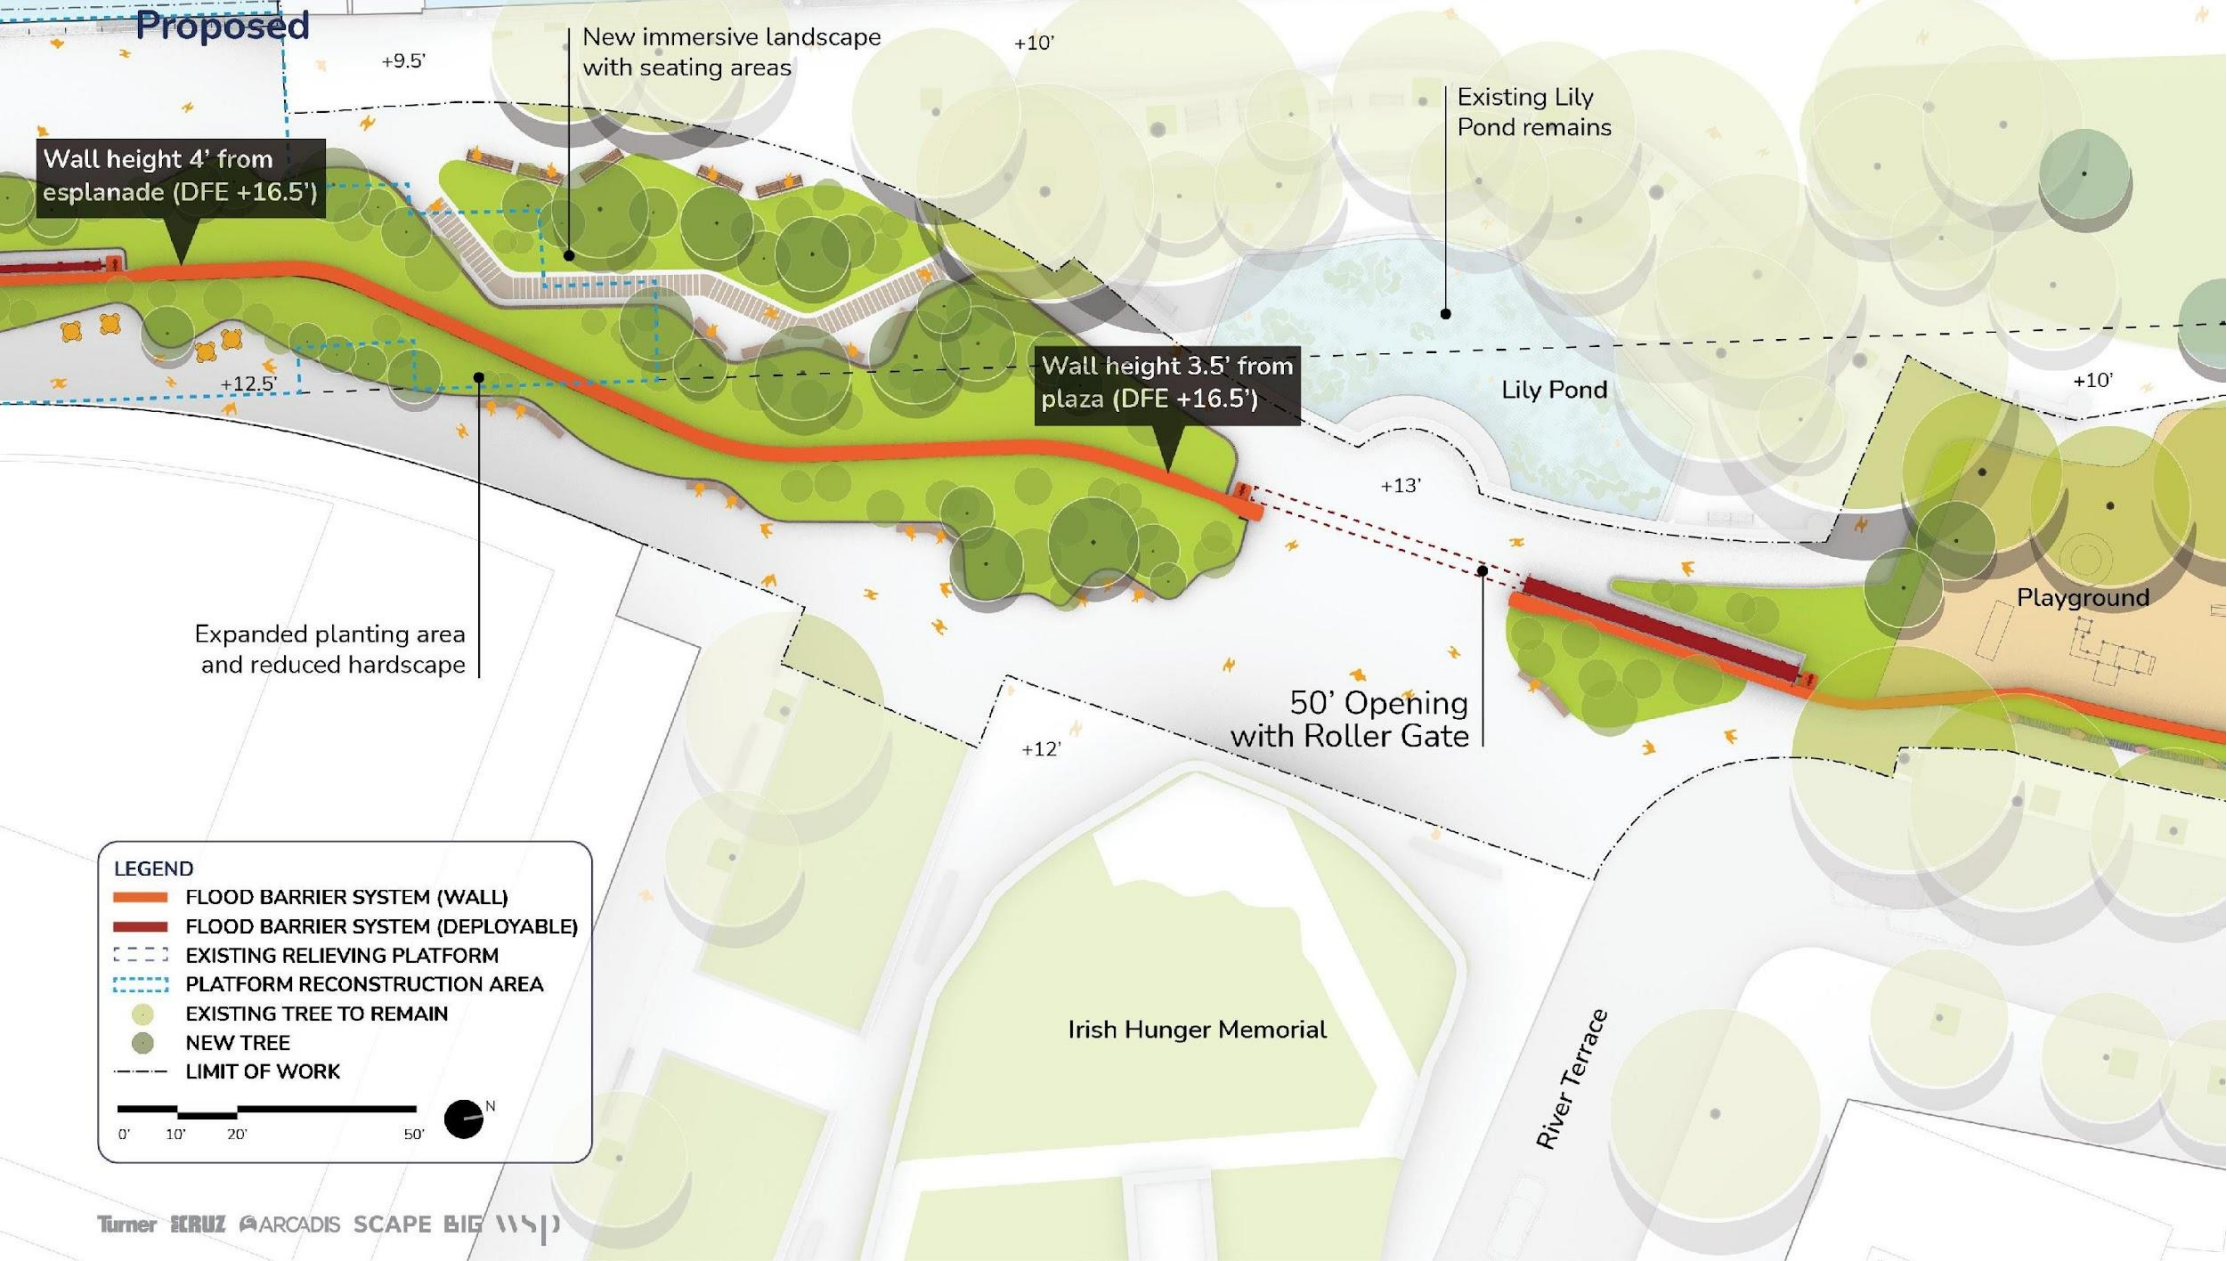 Proposed
+9.5’
New immersive landscape
with seating areas
+10’
Existing Lily
Pond remains
Wall height 4’ from
esplanade (DFE +16.5’)
+12.5’
Wall height 3.5’ from
plaza (DFE +16.5’)
Lily Pond
+10’
+13’
Playground
Expanded planting area
and reduced hardscape
50’ Opening
with Roller Gate
+12’
Irish Hunger Memorial
River Terrace
LEGEND
FLOOD BARRIER SYSTEM (WALL)
FLOOD BARRIER SYSTEM (DEPLOYABLE)
EXISTING RELIEVING PLATFORM
PLATFORM RECONSTRUCTION AREA
EXISTING TREE TO REMAIN
NEW TREE
LIMIT OF WORK
N
0’ 10’ 20’ 50’
Turner CRUZ ARCADIS SCAPE BIG WSP